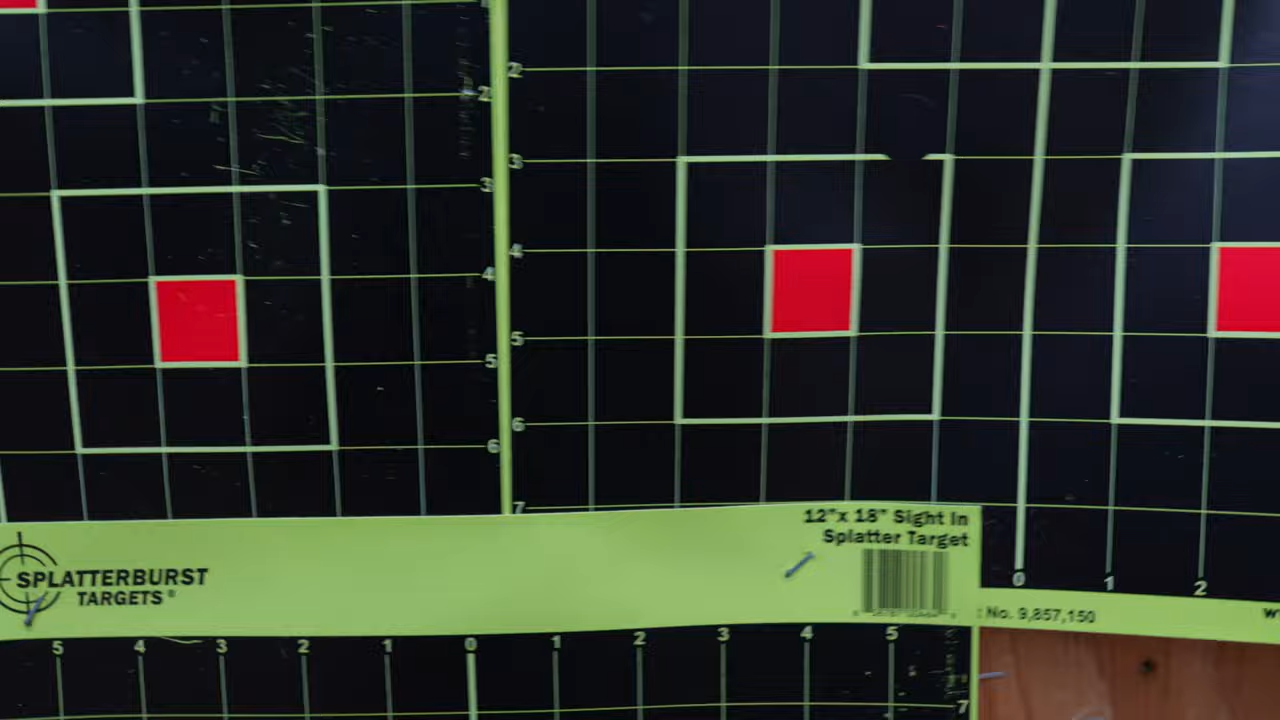 2
2
3
3
4
4
5
5
6
6
7
12"x 18" Sight In
Splatter Target
SPLATTERBURST
TARGETS®
0 1 2
No. 9,857,150
5 4 3 2 1 0 1 2 3 4 5
7